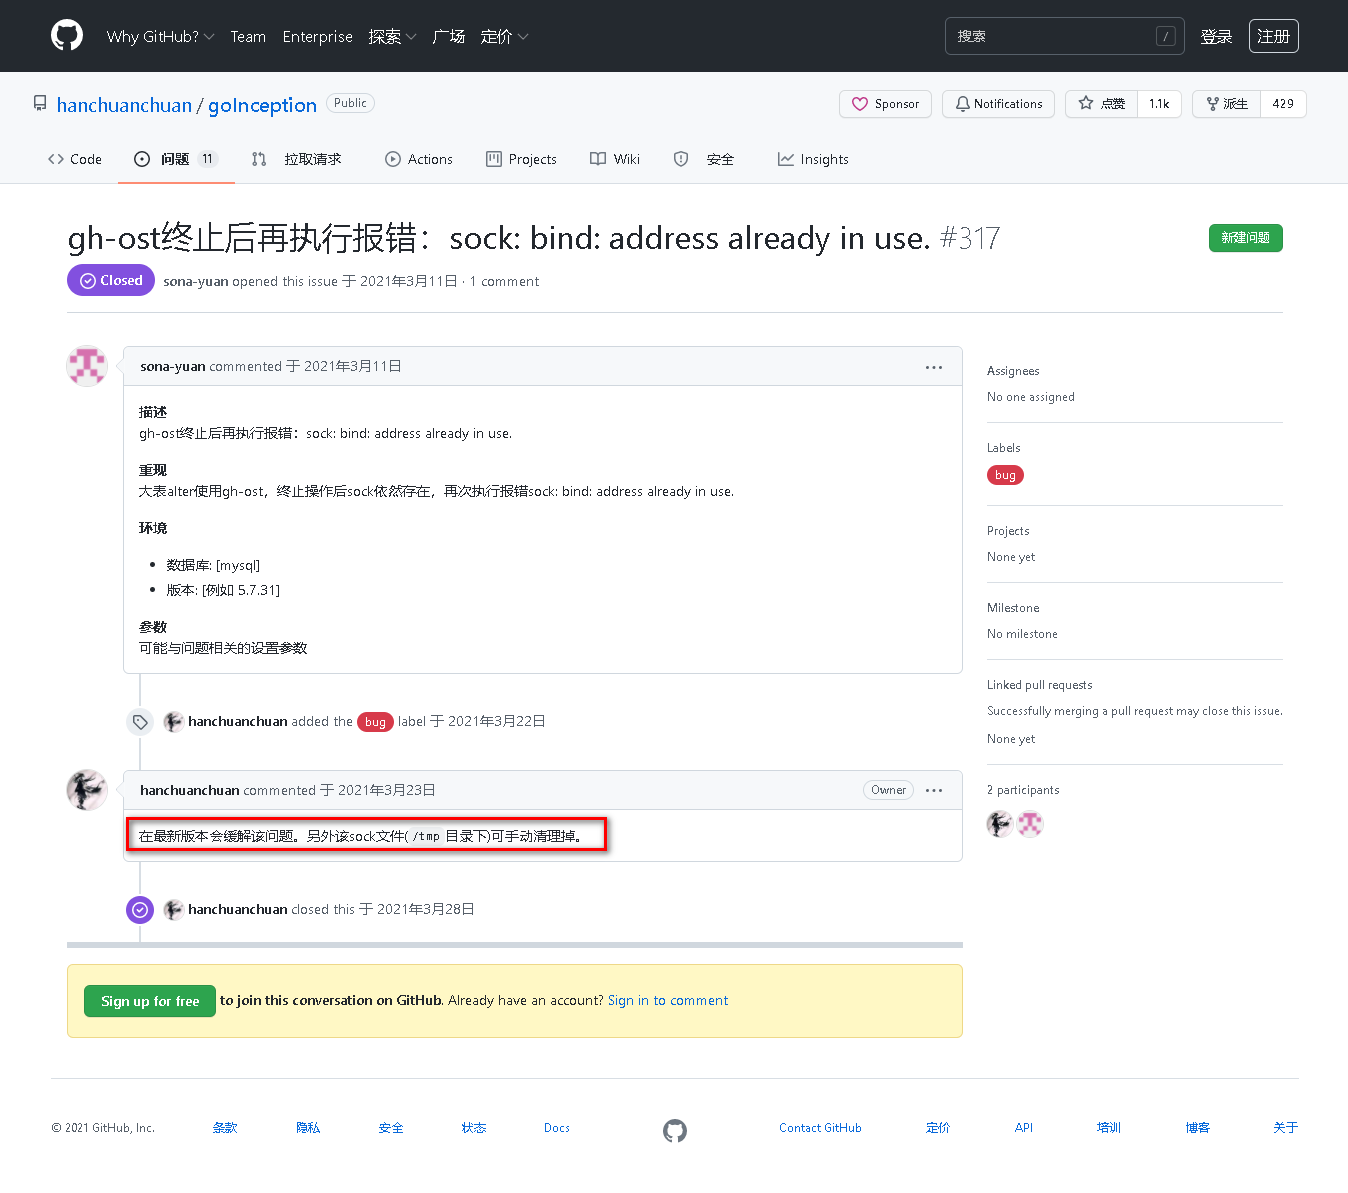 Why GitHub? Team Enterprise 探索 广场 定价 搜索 / 登录 注册
hanchuanchuan / goInception Public Sponsor Notifications 点赞 1.1k 派生 429
Code 问题 11 拉取请求 Actions Projects Wiki 安全 Insights
gh-ost终止后再执行报错：sock: bind: address already in use. #317 新建问题
Closed sona-yuan opened this issue 于 2021年3月11日 · 1 comment
sona-yuan commented 于 2021年3月11日
描述
gh-ost终止后再执行报错：sock: bind: address already in use.
重现
大表alter使用gh-ost，终止操作后sock依然存在，再次执行报错sock: bind: address already in use.
环境
数据库: [mysql]
版本: [例如 5.7.31]
参数
可能与问题相关的设置参数
hanchuanchuan added the bug label 于 2021年3月22日
hanchuanchuan commented 于 2021年3月23日 Owner
在最新版本会缓解该问题。另外该sock文件( /tmp 目录下)可手动清理掉。
hanchuanchuan closed this 于 2021年3月28日
Sign up for free to join this conversation on GitHub. Already have an account? Sign in to comment
Assignees
No one assigned
Labels
bug
Projects
None yet
Milestone
No milestone
Linked pull requests
Successfully merging a pull request may close this issue.
None yet
2 participants
© 2021 GitHub, Inc. 条款 隐私 安全 状态 Docs Contact GitHub 定价 API 培训 博客 关于